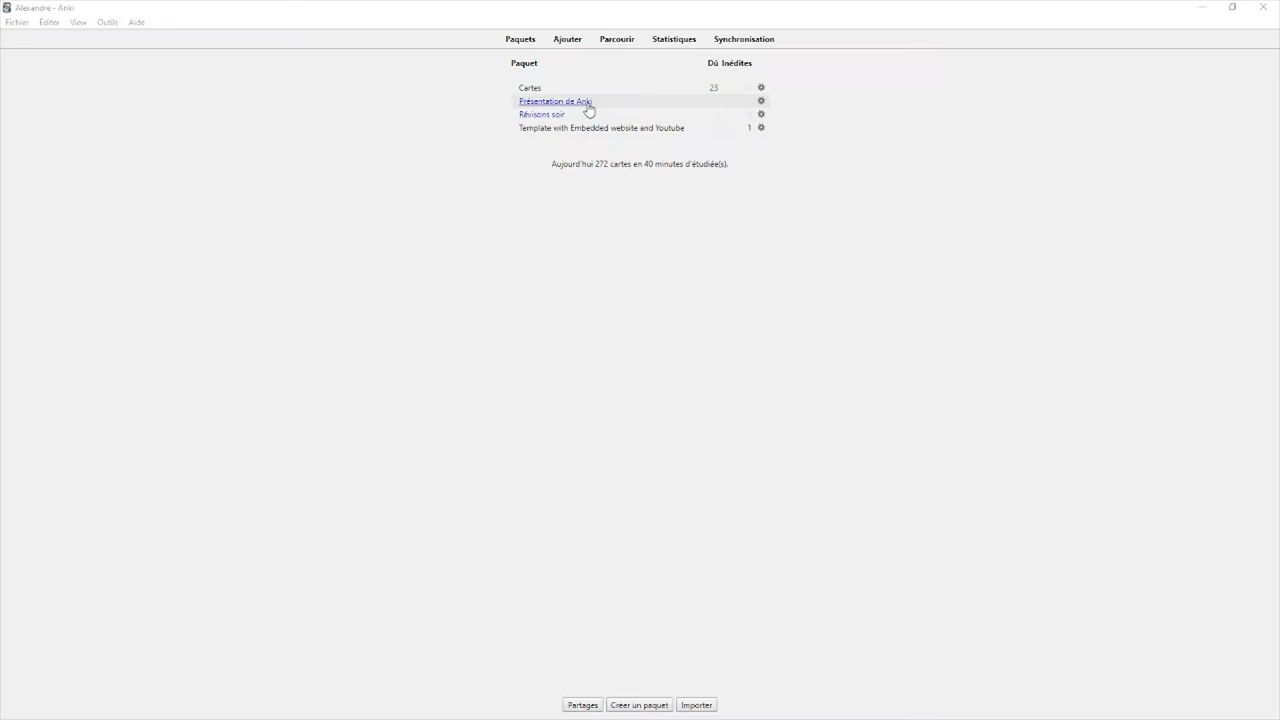 Alexandre - Anki
Fichier Éditer View Outils Aide
Paquets Ajouter Parcourir Statistiques Synchronisation
Paquet Dû Inédites
Cartes 23
Présentation de Anki
Révisons soir
Template with Embedded website and Youtube 1
Aujourd'hui 272 cartes en 40 minutes d'étudiée(s).
Partages Créer un paquet Importer